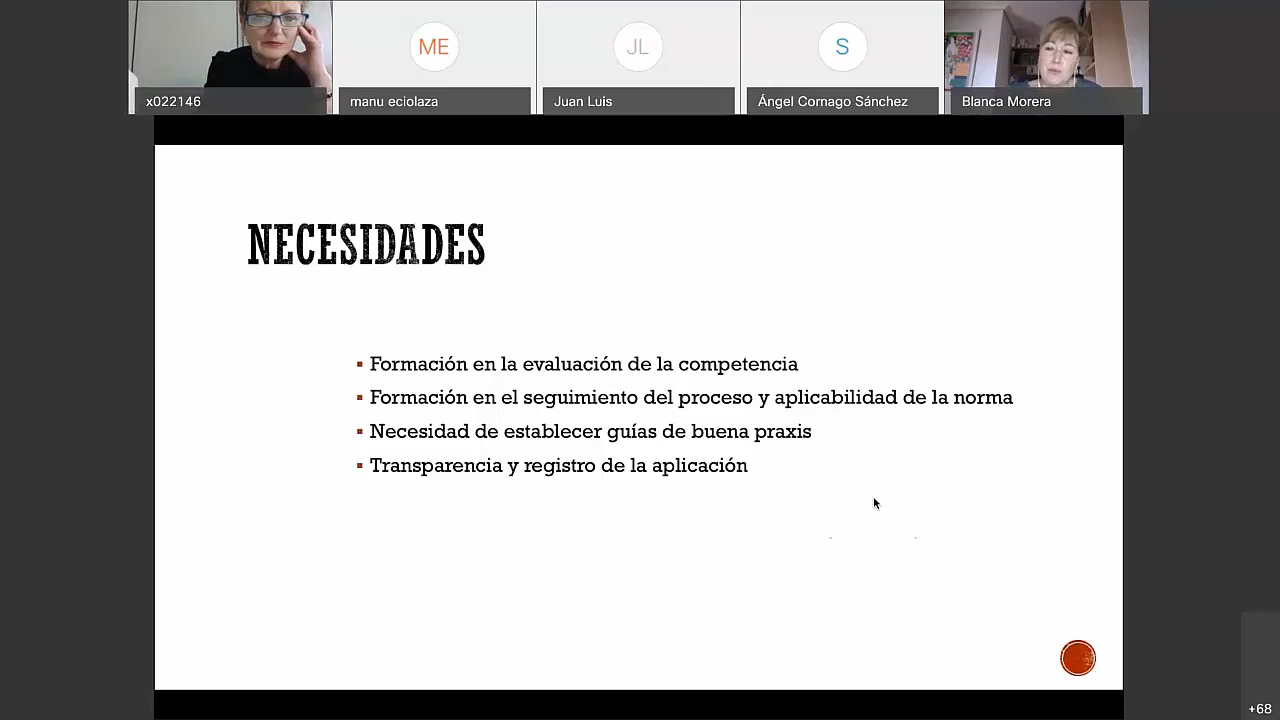 ME
JL
S
x022146
manu eciolaza
Juan Luis
Ángel Cornago Sánchez
Blanca Morera
NECESIDADES
Formación en la evaluación de la competencia
Formación en el seguimiento del proceso y aplicabilidad de la norma
Necesidad de establecer guías de buena praxis
Transparencia y registro de la aplicación
+68